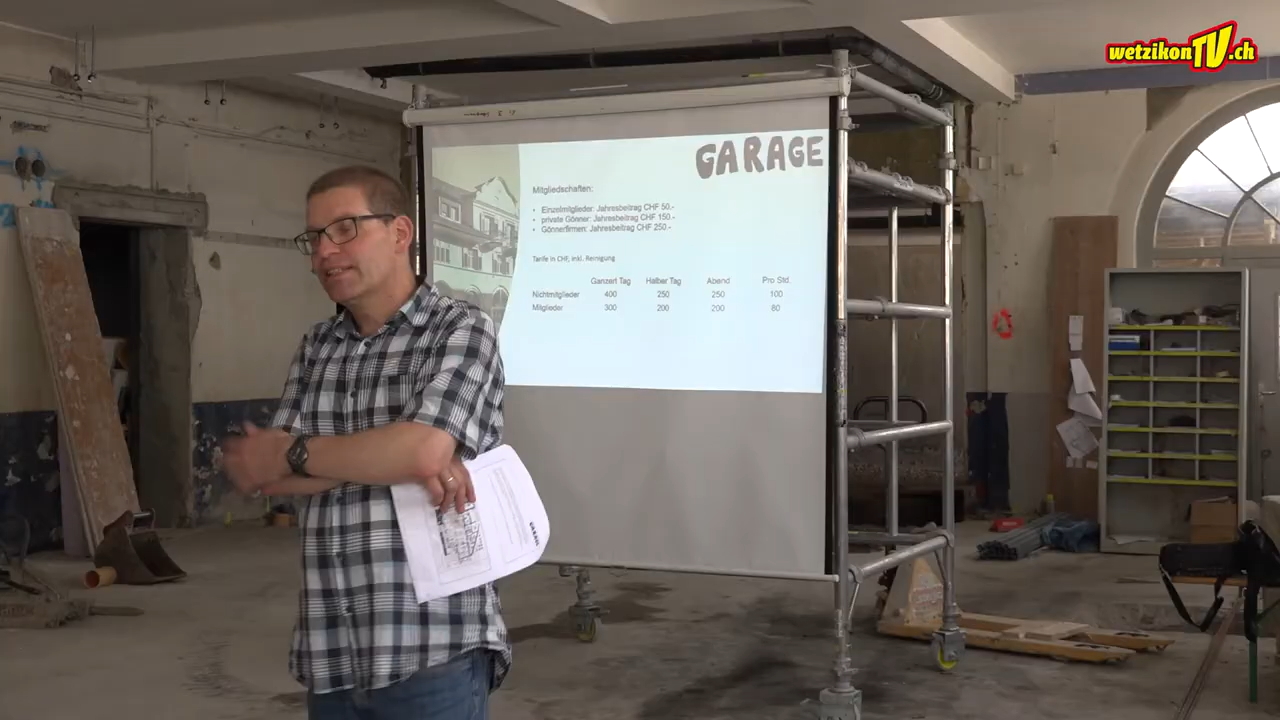 wetzikonTV.ch
GARAGE
Mitgliedschaften:
• Einzelmitglieder: Jahresbeitrag CHF 50.-
• private Gönner: Jahresbeitrag CHF 150.-
• Gönnerfirmen: Jahresbeitrag CHF 250.-
Tarife in CHF, inkl. Reinigung
Ganzert Tag Halber Tag Abend Pro Std.
Nichtmitglieder 400 250 250 100
Mitglieder 300 200 200 80
GARAGE